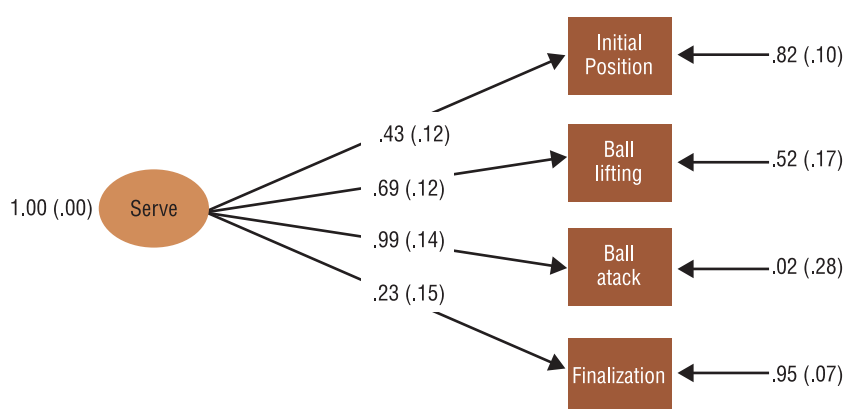 Initial
Position
.82 (.10)
.43 (.12)
Ball
lifting
.52 (.17)
.69 (.12)
1.00 (.00)
Serve
.99 (.14)
Ball
atack
.02 (.28)
.23 (.15)
Finalization
.95 (.07)